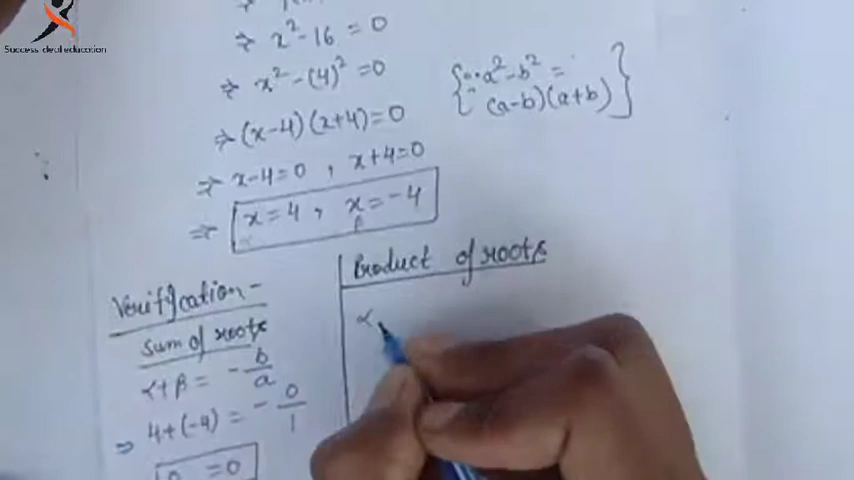 Success deal education
⇒ x²-16 = 0
⇒ x² - (4)² = 0
⇒ (x-4) (x+4) = 0
{∵ a² - b² =
(a-b) (a+b)}
⇒ x-4=0 , x+4=0
⇒ x=4 , x=-4
β
Verification-
Sum of roots
α+β = - b/a
⇒ 4+(-4) = - 0/1
0 = 0
Product of roots
α